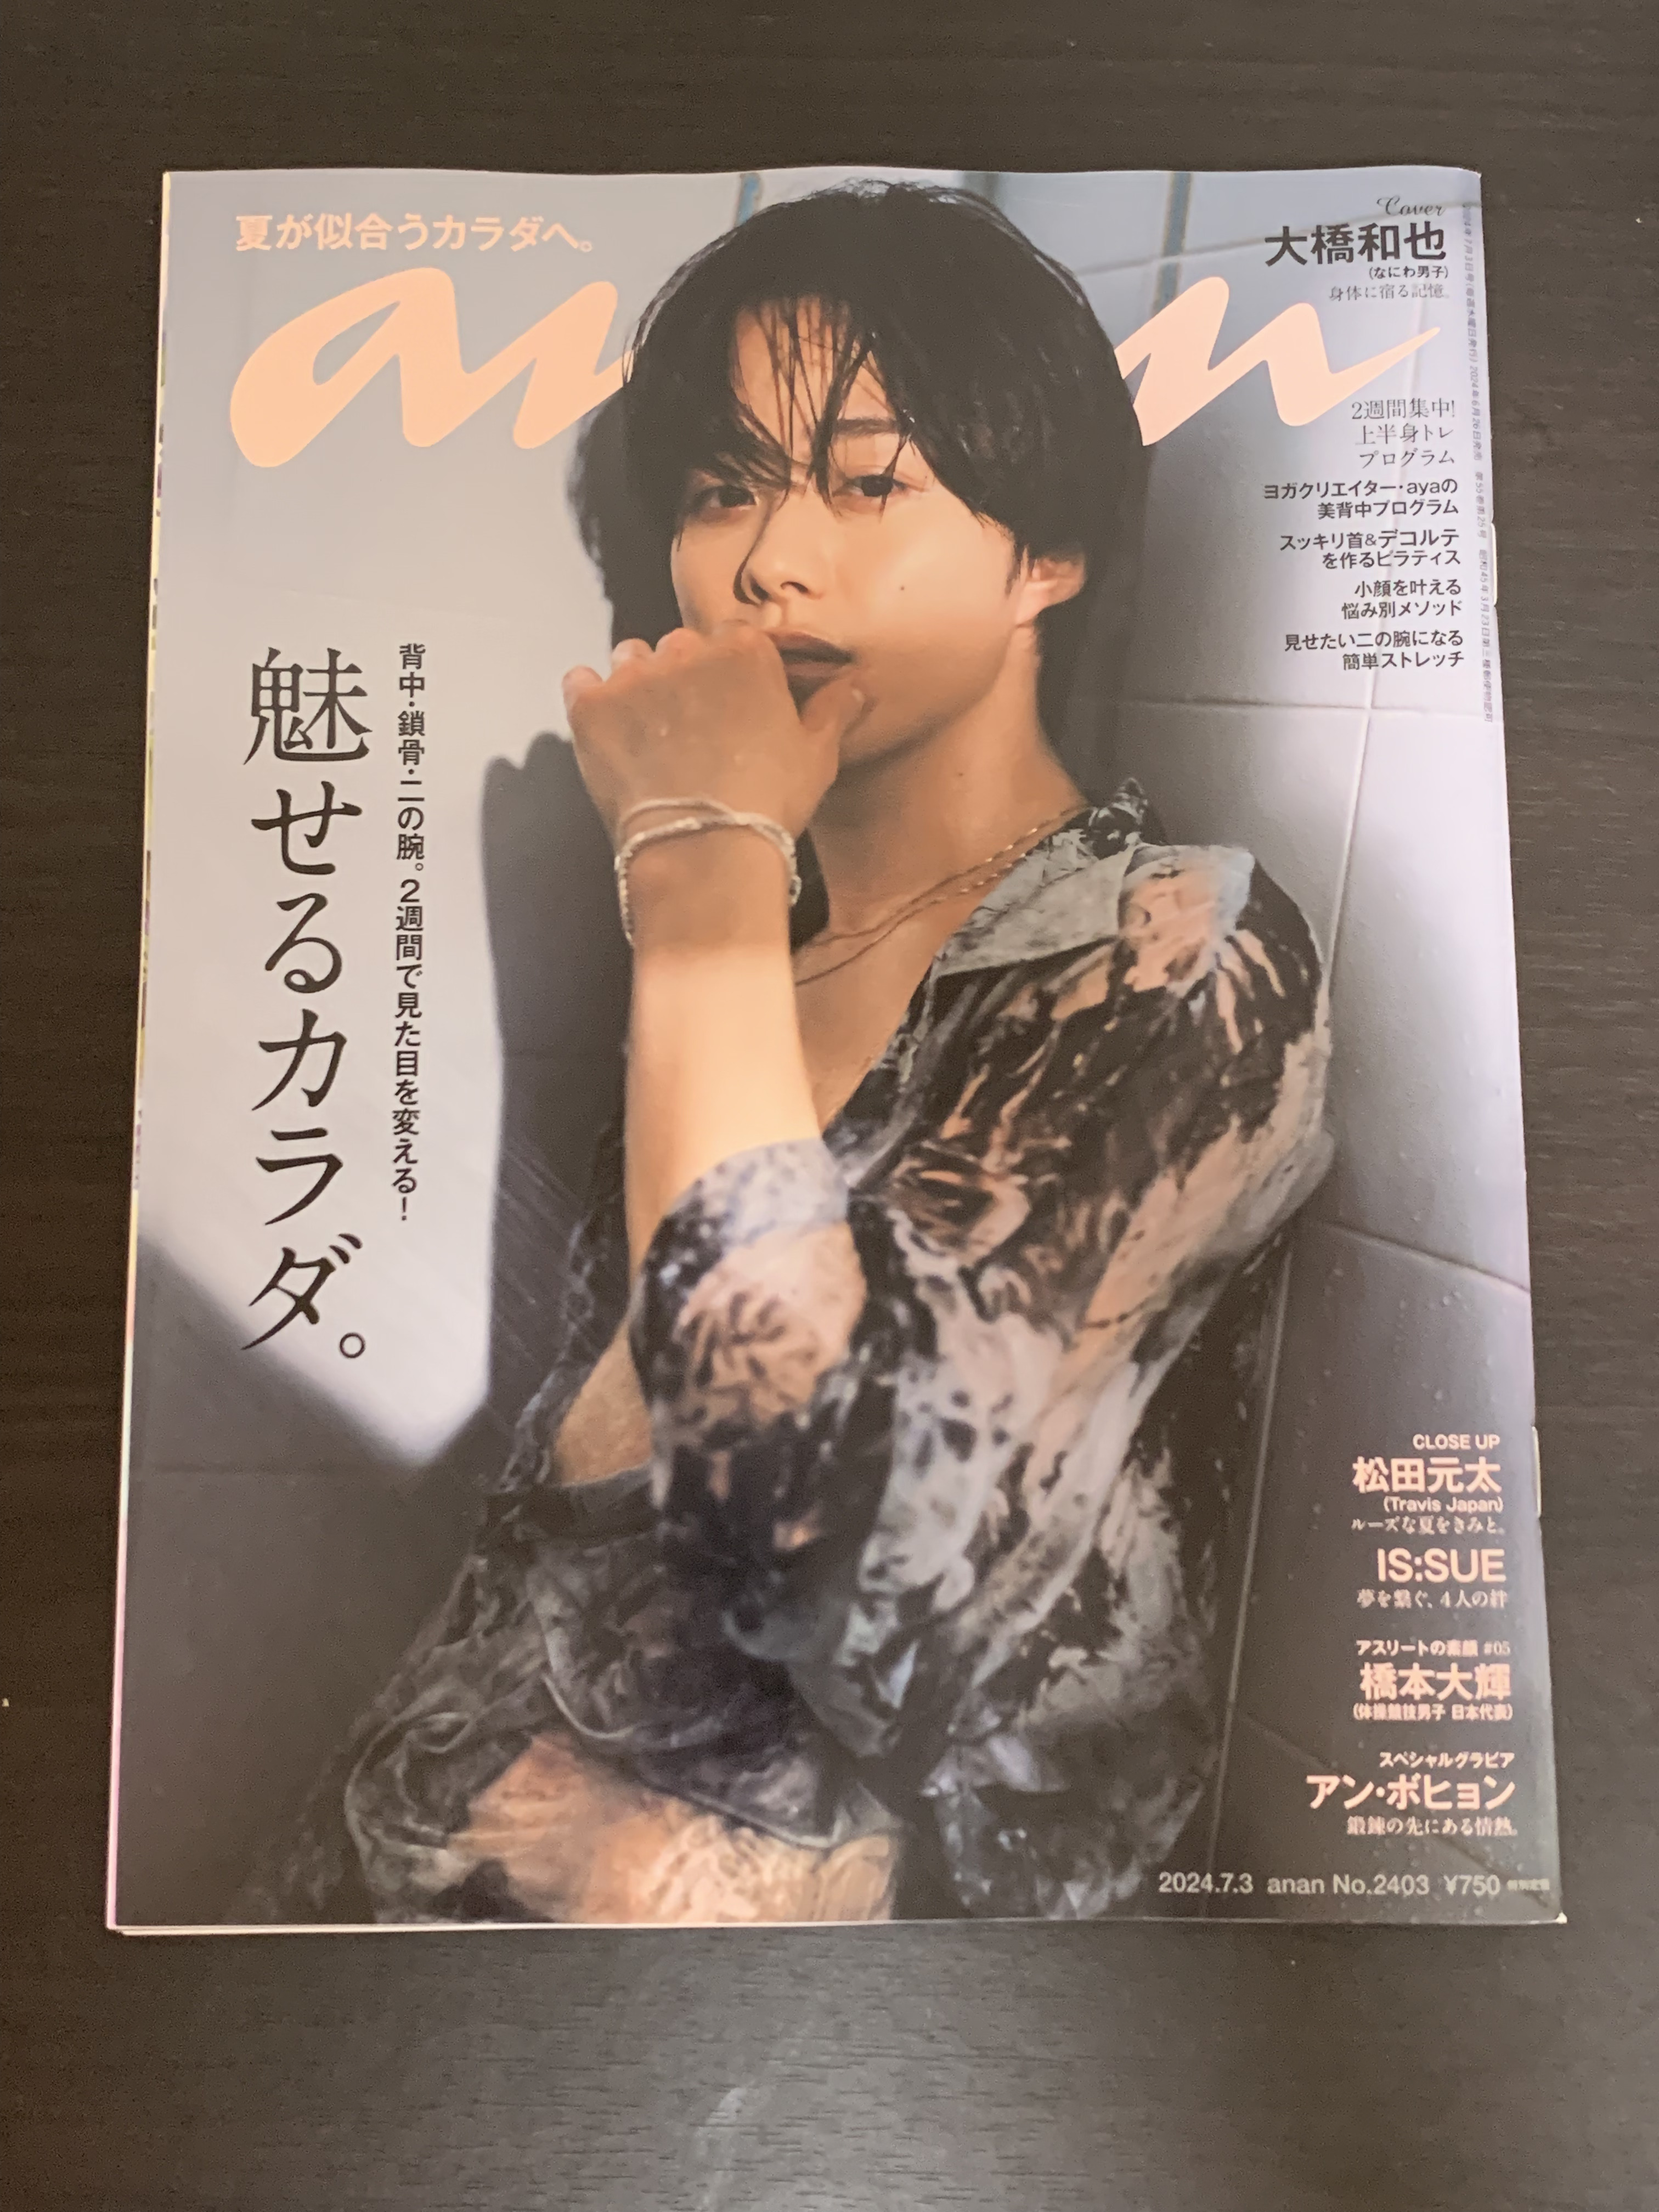 夏が似合うカラダへ。
anan
Cover
大橋和也
(なにわ男子)
身体に宿る記憶。
2週間集中!
上半身トレ
プログラム
ヨガクリエイター・ayaの
美背中プログラム
スッキリ首&デコルテ
を作るピラティス
小顔を叶える
悩み別メソッド
見せたい二の腕になる
簡単ストレッチ
背中・鎖骨・二の腕。2週間で見た目を変える!
魅せるカラダ。
CLOSE UP
松田元太
(Travis Japan)
ルーズな夏をきみと。
IS:SUE
夢を繋ぐ、4人の絆
アスリートの素顔 #05
橋本大輝
(体操競技男子 日本代表)
スペシャルグラビア
アン・ボヒョン
鍛錬の先にある情熱。
2024.7.3 anan No.2403 ¥750 特別定価